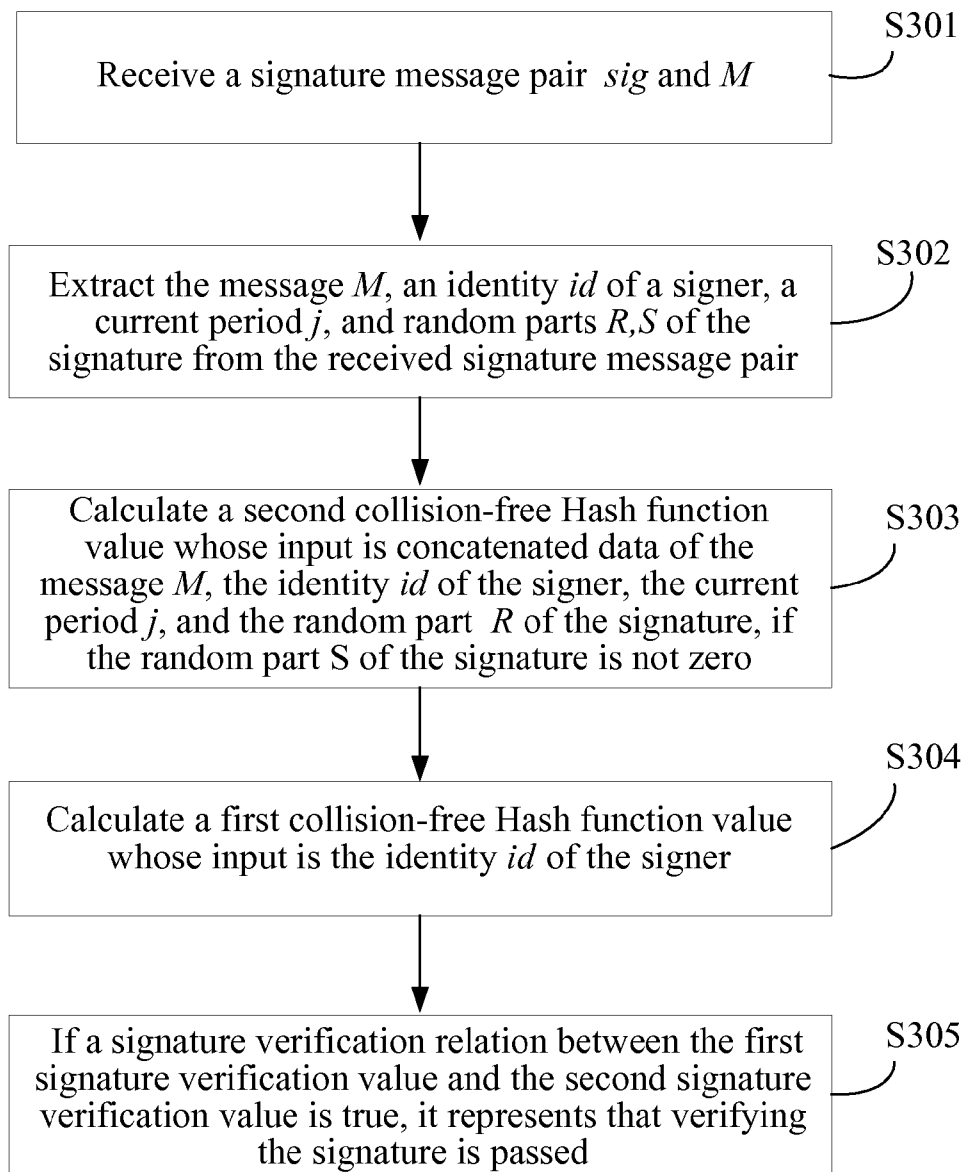 S301
Receive a signature message pair sig and M
S302
Extract the message M, an identity id of a signer, a
current period j, and random parts R,S of the
signature from the received signature message pair
S303
Calculate a second collision-free Hash function
value whose input is concatenated data of the
message M, the identity id of the signer, the current
period j, and the random part R of the signature, if
the random part S of the signature is not zero
S304
Calculate a first collision-free Hash function value
whose input is the identity id of the signer
S305
If a signature verification relation between the first
signature verification value and the second signature
verification value is true, it represents that verifying
the signature is passed